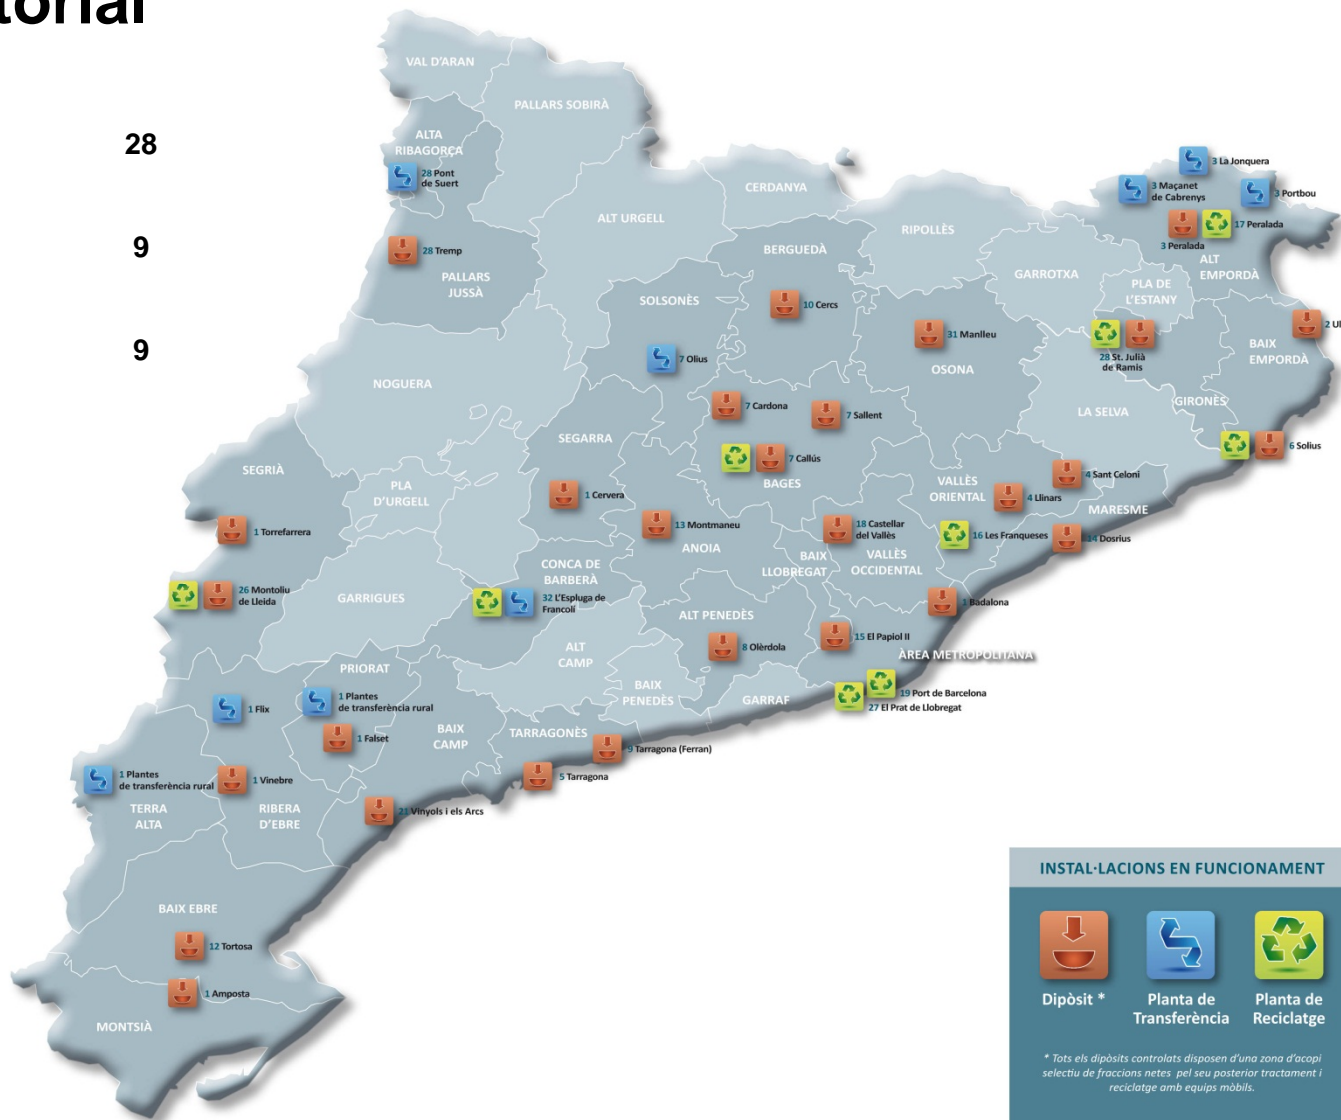 torial
28
9
9
VAL D'ARAN
PALLARS SOBIRÀ
ALTA
RIBAGORÇA
28 Pont
de Suert
CERDANYA
ALT URGELL
RIPOLLÈS
BERGUEDÀ
3 La Jonquera
3 Maçanet
de Cabrenys
3 Portbou
17 Peralada
3 Peralada
ALT
EMPORDÀ
28 Tremp
PALLARS
JUSSÀ
SOLSONÈS
10 Cercs
GARROTXA
PLA DE
L'ESTANY
31 Manlleu
OSONA
28 St. Julià
de Ramis
BAIX
EMPORDÀ
7 Olius
NOGUERA
7 Cardona
7 Sallent
LA SELVA
GIRONÈS
SEGARRA
6 Solius
7 Callús
BAGES
SEGRIÀ
PLA
D'URGELL
1 Cervera
VALLÈS
ORIENTAL
4 Sant Celoni
4 Llinars
MARESME
1 Torrefarrera
13 Montmaneu
ANOIA
18 Castellar
del Vallès
16 Les Franqueses
14 Dosrius
BAIX
LLOBREGAT
VALLÈS
OCCIDENTAL
CONCA DE
BARBERÀ
26 Montoliu
de Lleida
GARRIGUES
32 L'Espluga de
Francolí
1 Badalona
ALT PENEDÈS
8 Olèrdola
15 El Papiol II
ÀREA METROPOLITANA
ALT
CAMP
PRIORAT
BAIX
PENEDÈS
GARRAF
19 Port de Barcelona
27 El Prat de Llobregat
1 Flix
1 Plantes
de transferència rural
1 Falset
BAIX
CAMP
TARRAGONÈS
9 Tarragona (Ferran)
5 Tarragona
1 Plantes
de transferència rural
1 Vinebre
TERRA
ALTA
RIBERA
D'EBRE
21 Vinyols i els Arcs
BAIX EBRE
12 Tortosa
1 Amposta
MONTSIÀ
INSTAL·LACIONS EN FUNCIONAMENT
Dipòsit *
Planta de
Transferència
Planta de
Reciclatge
* Tots els dipòsits controlats disposen d'una zona d'acopi
selectiu de fraccions netes pel seu posterior tractament i
reciclatge amb equips mòbils.